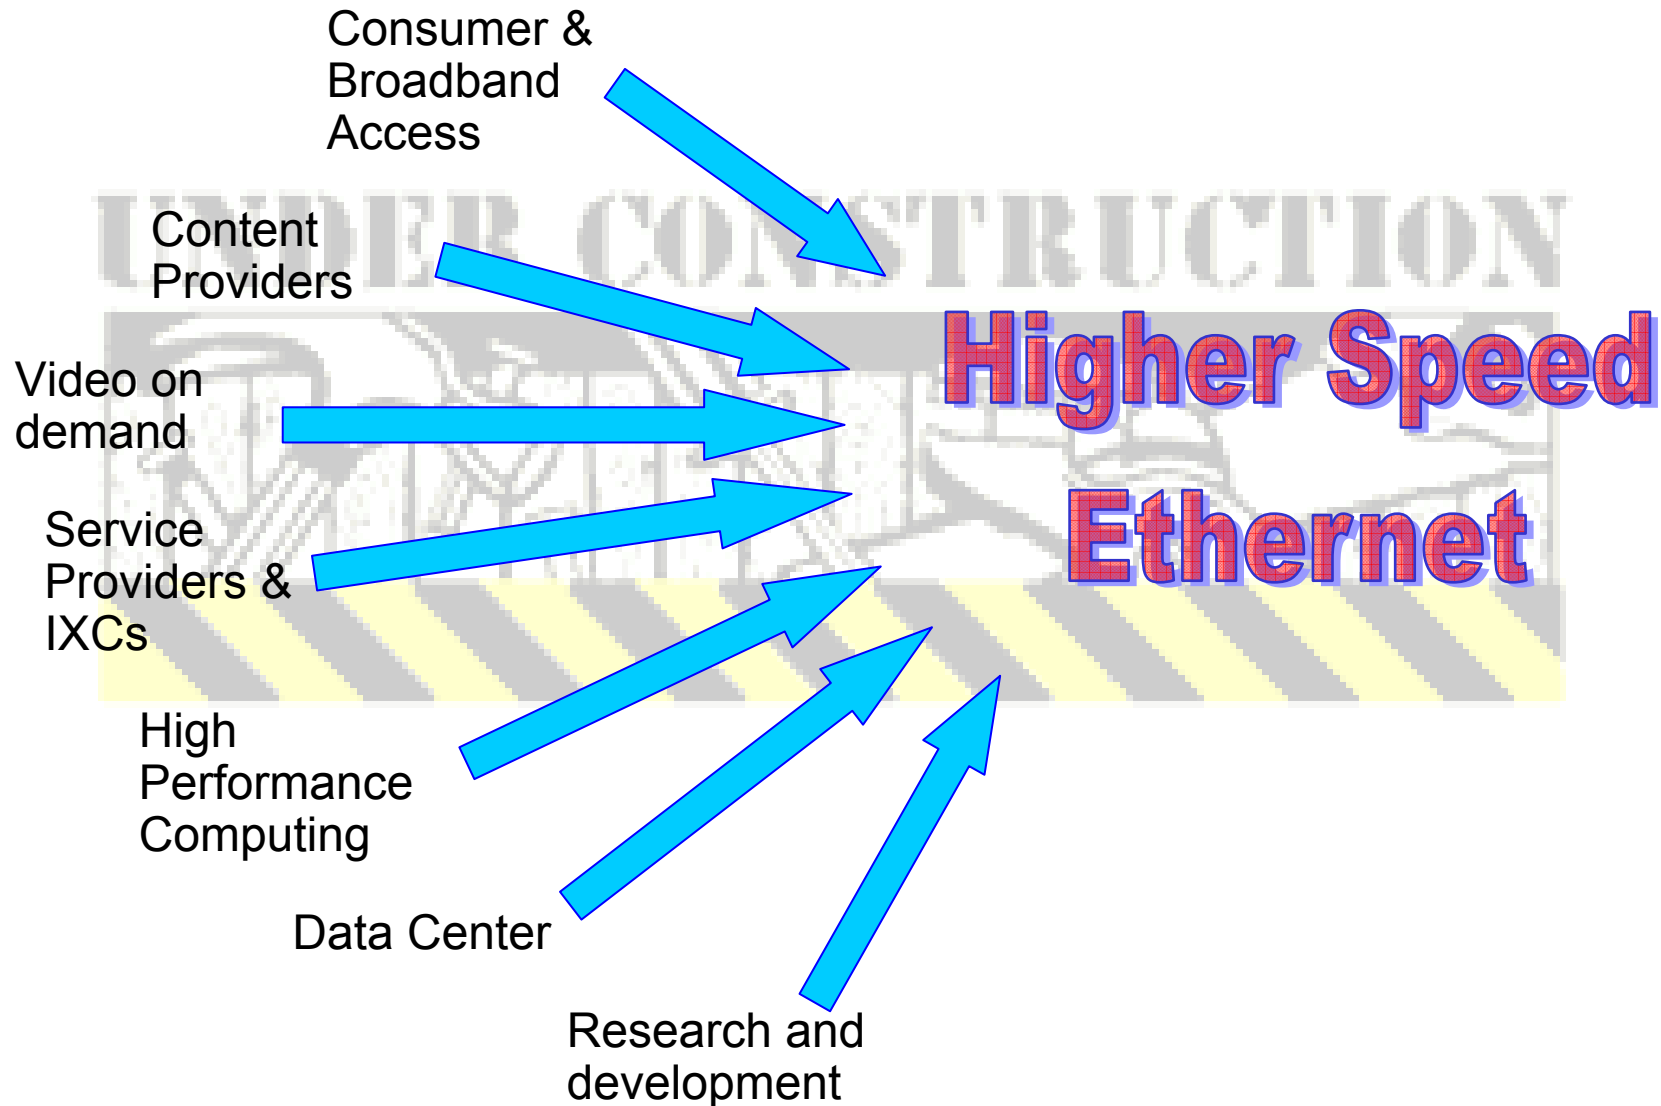 Consumer &
Broadband
Access
UNDER CONSTRUCTION
Content
Providers
Higher Speed
Video on
demand
Ethernet
Service
Providers &
IXCs
High
Performance
Computing
Data Center
Research and
development